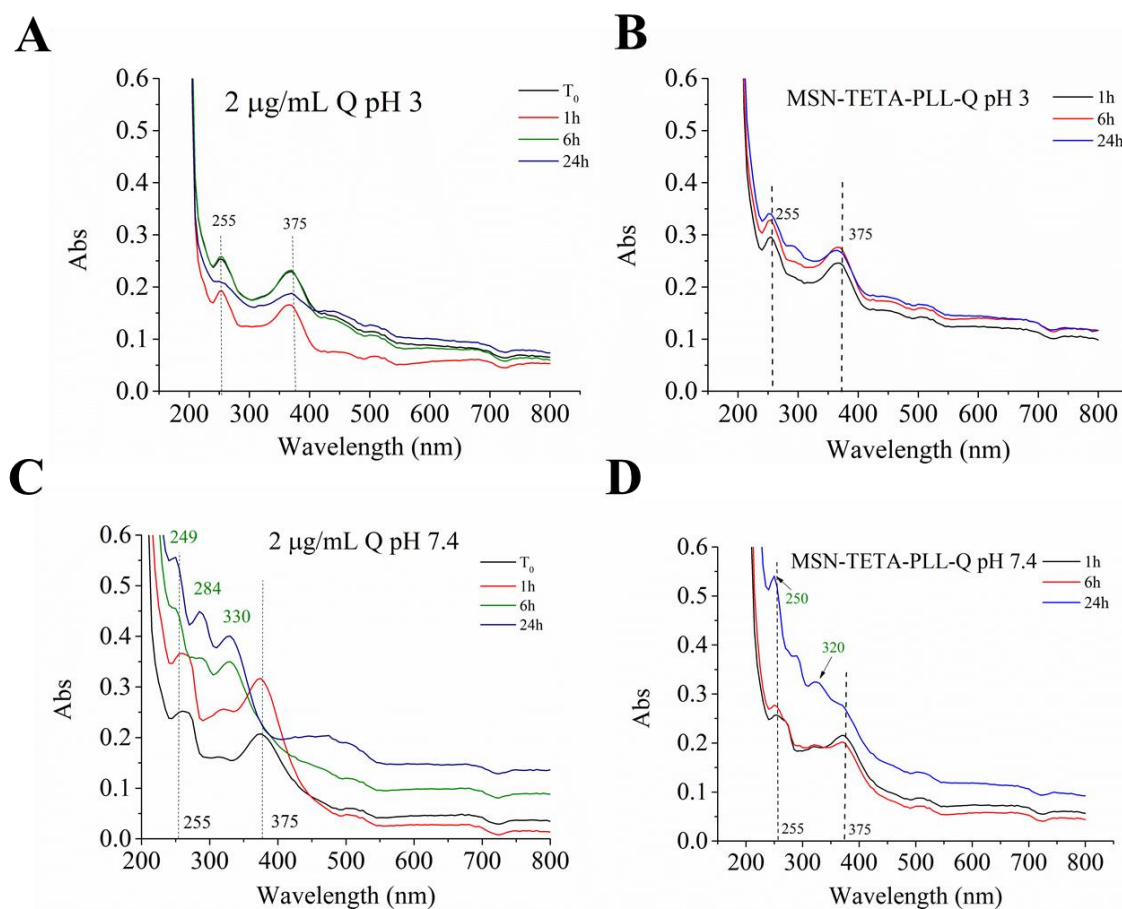 A
2 μg/mL Q pH 3
T0
1h
6h
24h
255
375
Abs
0.6
0.5
0.4
0.3
0.2
0.1
0.0
200 300 400 500 600 700 800
Wavelength (nm)
B
MSN-TETA-PLL-Q pH 3
1h
6h
24h
255
375
Abs
0.6
0.5
0.4
0.3
0.2
0.1
0.0
200 300 400 500 600 700 800
Wavelength (nm)
C
2 μg/mL Q pH 7.4
T0
1h
6h
24h
249
284
330
255
375
Abs
0.6
0.5
0.4
0.3
0.2
0.1
0.0
200 300 400 500 600 700 800
Wavelength (nm)
D
MSN-TETA-PLL-Q pH 7.4
1h
6h
24h
250
320
255
375
Abs
0.6
0.5
0.4
0.3
0.2
0.1
0.0
200 300 400 500 600 700 800
Wavelength (nm)